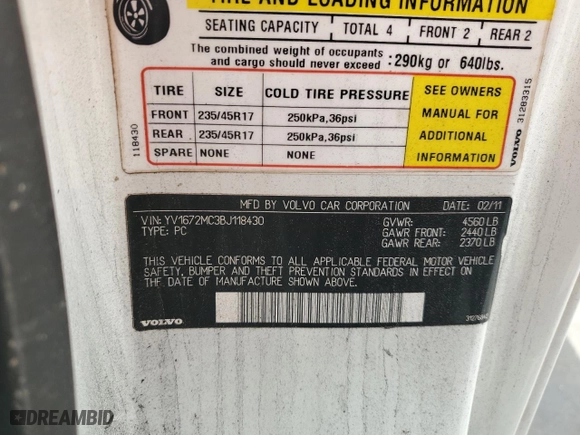 TIRE AND LOADING INFORMATION
SEATING CAPACITY TOTAL 4 FRONT 2 REAR 2
The combined weight of occupants and cargo should never exceed :290kg or 640lbs.
TIRE SIZE COLD TIRE PRESSURE
FRONT 235/45R17 250kPa,36psi
REAR 235/45R17 250kPa,36psi
SPARE NONE NONE
SEE OWNERS
MANUAL FOR
ADDITIONAL
INFORMATION
118430
VOLVO 31283315
MFD BY VOLVO CAR CORPORATION DATE: 02/11
VIN: YV1672MC3BJ118430 GVWR: 4560 LB
TYPE: PC GAWR FRONT: 2440 LB
GAWR REAR: 2370 LB
THIS VEHICLE CONFORMS TO ALL APPLICABLE FEDERAL MOTOR VEHICLE
SAFETY, BUMPER AND THEFT PREVENTION STANDARDS IN EFFECT ON
THE DATE OF MANUFACTURE SHOWN ABOVE.
VOLVO
DREAMBID